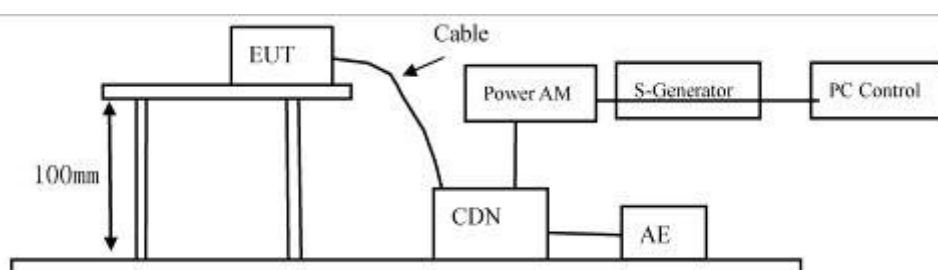 Cable
EUT
Power AM
S-Generator
PC Control
100mm
CDN
AE